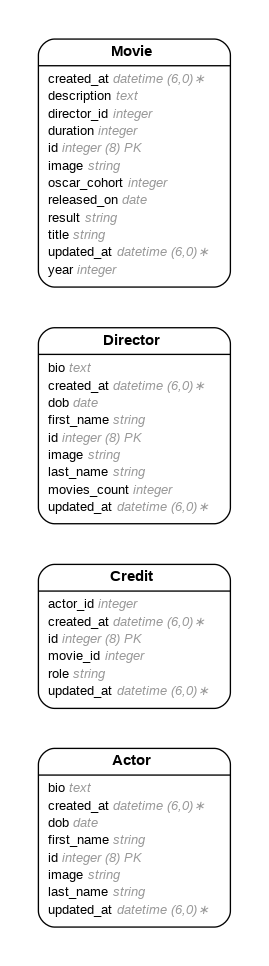 Movie
created_at datetime (6,0) ∗
description text
director_id integer
duration integer
id integer (8) PK
image string
oscar_cohort integer
released_on date
result string
title string
updated_at datetime (6,0) ∗
year integer
Director
bio text
created_at datetime (6,0) ∗
dob date
first_name string
id integer (8) PK
image string
last_name string
movies_count integer
updated_at datetime (6,0) ∗
Credit
actor_id integer
created_at datetime (6,0) ∗
id integer (8) PK
movie_id integer
role string
updated_at datetime (6,0) ∗
Actor
bio text
created_at datetime (6,0) ∗
dob date
first_name string
id integer (8) PK
image string
last_name string
updated_at datetime (6,0) ∗